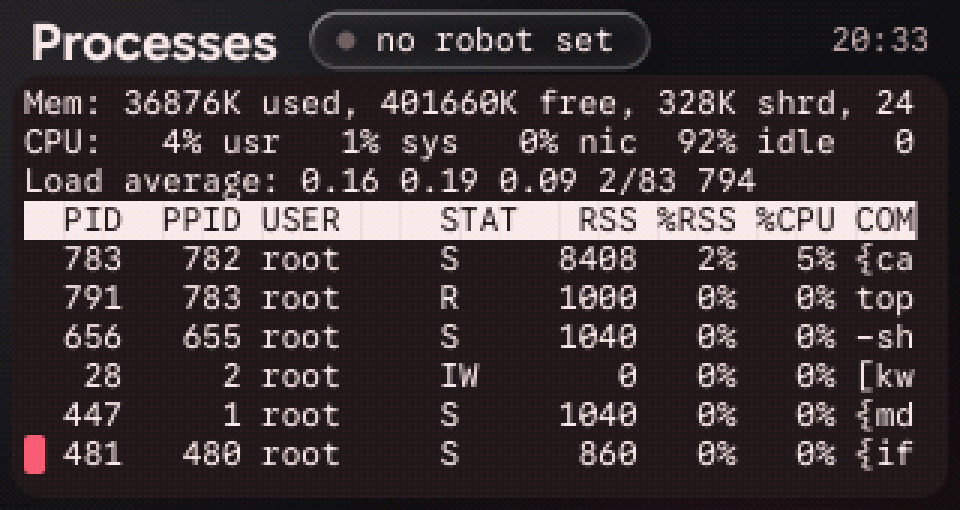 Processes no robot set 20:33
Mem: 36876K used, 401660K free, 328K shrd, 24
CPU: 4% usr 1% sys 0% nic 92% idle 0
Load average: 0.16 0.19 0.09 2/83 794
PID PPID USER STAT RSS %RSS %CPU COM
783 782 root S 8408 2% 5% {ca
791 783 root R 1000 0% 0% top
656 655 root S 1040 0% 0% -sh
28 2 root IW 0 0% 0% [kw
447 1 root S 1040 0% 0% {md
481 480 root S 860 0% 0% {if